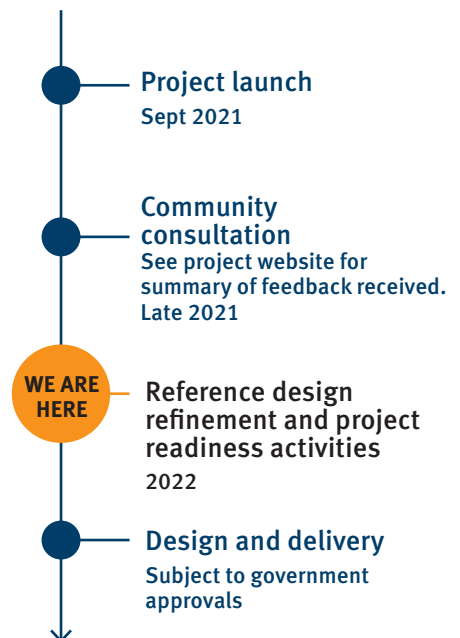 Project launch
Sept 2021
Community
consultation
See project website for
summary of feedback received.
Late 2021
WE ARE
HERE
Reference design
refinement and project
readiness activities
2022
Design and delivery
Subject to government
approvals